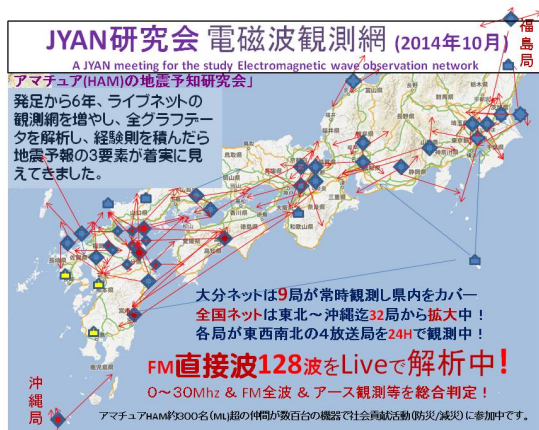 JYAN研究会 電磁波観測網 (2014年10月)
A JYAN meeting for the study Electromagnetic wave observation network
福島局
アマチュア(HAM)の地震予知研究会」
発足から6年、ライブネットの
観測網を増やし、全グラフデー
タを解析し、経験則を積んだら
地震予報の3要素が着実に見
えてきました。
大分ネットは9局が常時観測し県内をカバー
全国ネットは東北～沖縄迄32局から拡大中！
各局が東西南北の4放送局を24Hで観測中！
FM直接波128波をLiveで解析中!
0～30Mhz & FM全波 & アース観測等を総合判定！
沖縄局
アマチュアHAM約300名(ML)超の仲間が数百台の機器で社会貢献活動(防災/減災)に参加中です。